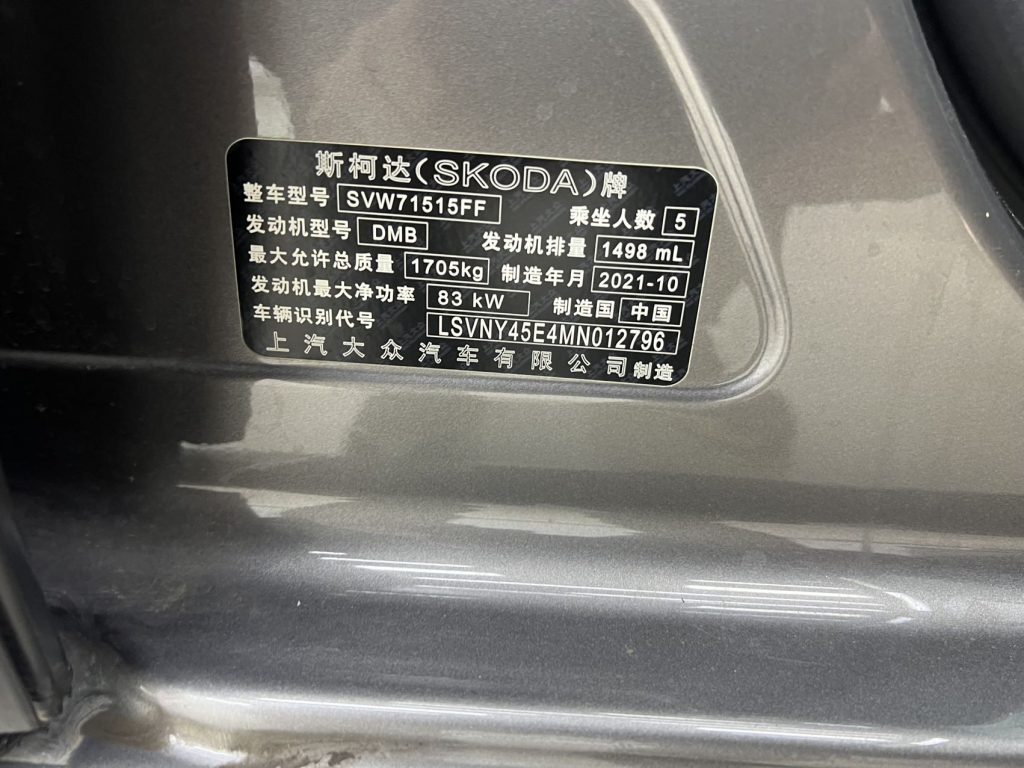 斯柯达(SKODA)牌
整车型号 SVW71515FF 乘坐人数 5
发动机型号 DMB 发动机排量 1498 mL
最大允许总质量 1705kg 制造年月 2021-10
发动机最大净功率 83 kW 制造国 中国
车辆识别代号 LSVNY45E4MN012796
上汽大众汽车有限公司制造